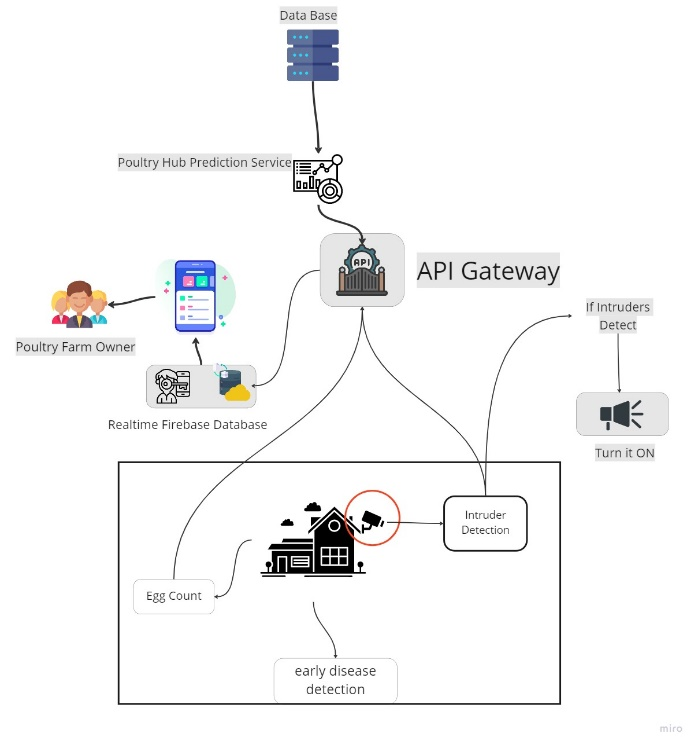 Data Base
Poultry Hub Prediction Service
API
API Gateway
If Intruders
Detect
Poultry Farm Owner
Realtime Firebase Database
Turn it ON
Intruder
Detection
Egg Count
early disease
detection
miro